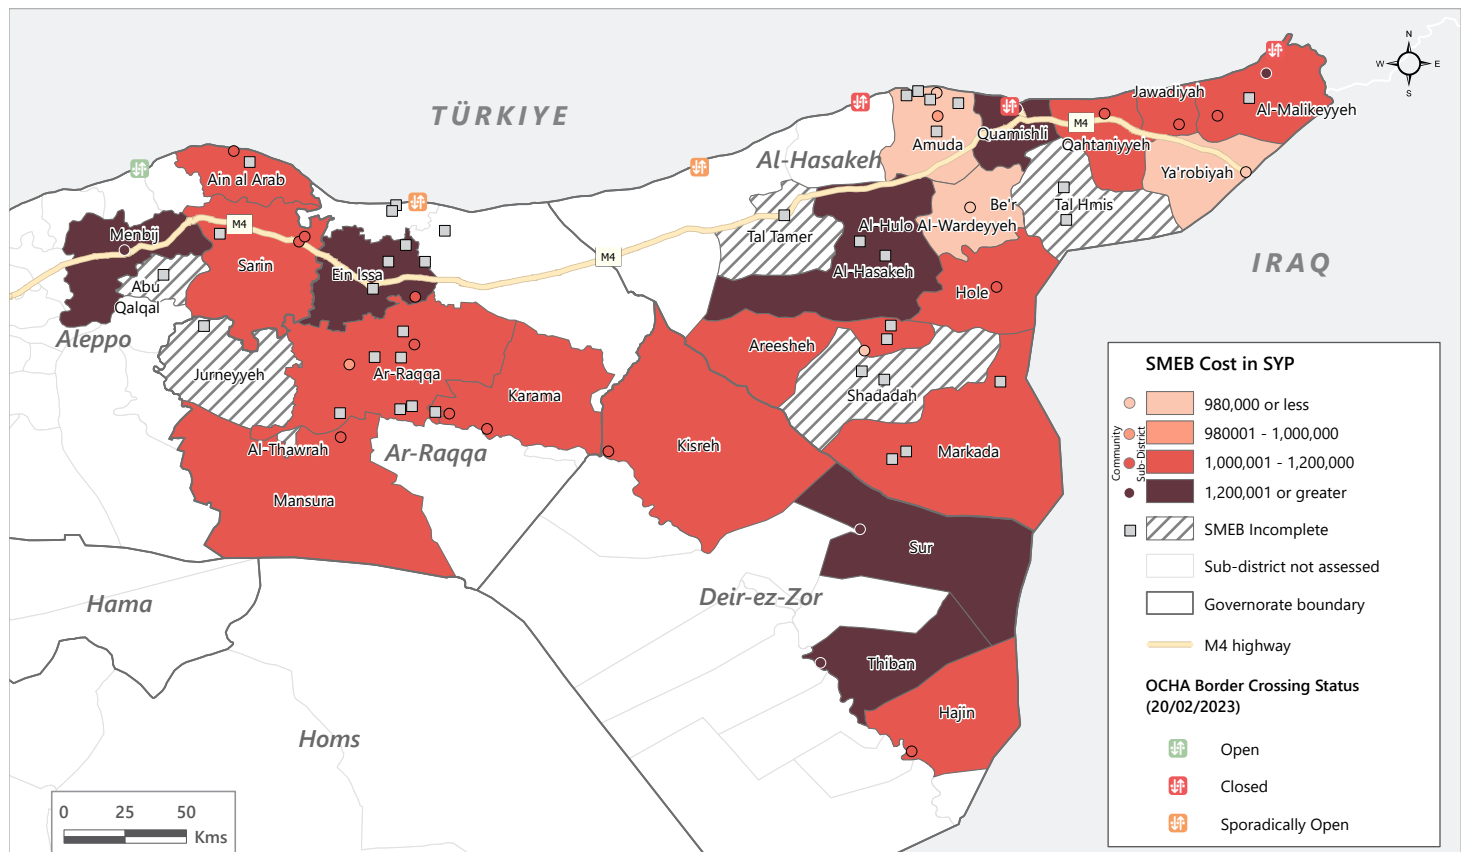 TÜRKIYE
N
W
E
S
Jawadiyah
Al-Malikeyyeh
M4
Quamishli
Qahtaniyyeh
Amuda
Al-Hasakeh
Ya'robiyah
Ain al Arab
Be'r
Al-Wardeyyeh
Tal Hmis
M4
Menbij
Al-Hulo
Tal Tamer
M4
Sarin
IRAQ
Ein Issa
Al-Hasakeh
Abu
Qalqal
Hole
Aleppo
Areesheh
Jurneyyeh
Ar-Raqqa
Karama
Shadadah
Kisreh
Markada
Al-Thawrah
Ar-Raqqa
Mansura
Sur
Hama
Deir-ez-Zor
Thiban
Hajin
Homs
0
25
50
Kms
SMEB Cost in SYP
Community
Sub-District
980,000 or less
980001 - 1,000,000
1,000,001 - 1,200,000
1,200,001 or greater
SMEB Incomplete
Sub-district not assessed
Governorate boundary
M4 highway
OCHA Border Crossing Status
(20/02/2023)
Open
Closed
Sporadically Open